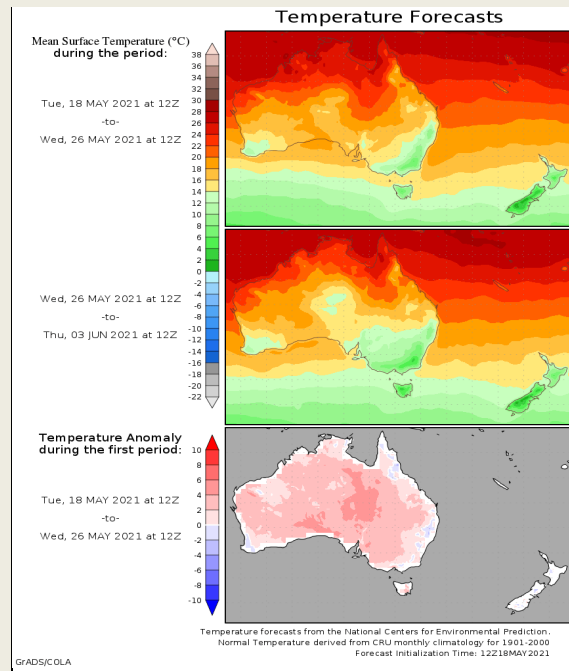 Temperature Forecasts
Mean Surface Temperature (°C)
during the period:
Tue, 18 MAY 2021 at 12Z
-to-
Wed, 26 MAY 2021 at 12Z
38
36
34
32
30
28
26
24
22
20
18
16
14
12
10
8
6
4
2
0
-2
-4
-6
-8
-10
-12
-14
-16
-18
-20
-22
Wed, 26 MAY 2021 at 12Z
-to-
Thu, 03 JUN 2021 at 12Z
Temperature Anomaly
during the first period:
Tue, 18 MAY 2021 at 12Z
-to-
Wed, 26 MAY 2021 at 12Z
10
8
6
4
2
0
-2
-4
-6
-8
-10
Temperature forecasts from the National Centers for Environmental Prediction.
Normal Temperature derived from CRU monthly climatology for 1901-2000
Forecast Initialization Time: 12Z18MAY2021
GrADS/COLA